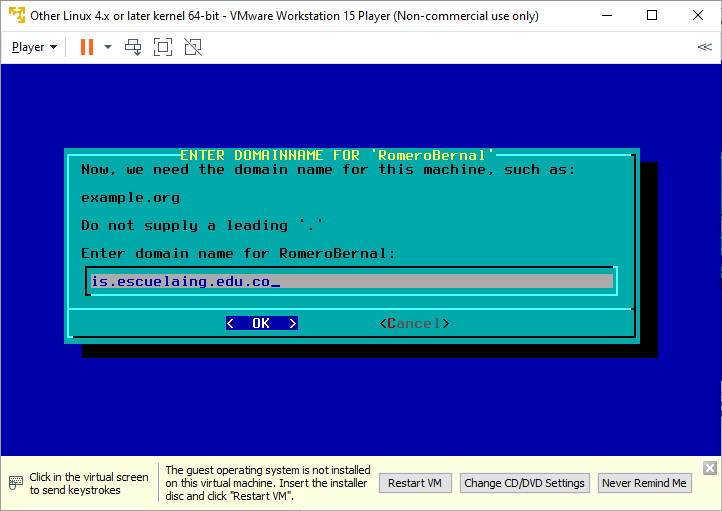 Other Linux 4.x or later kernel 64-bit - VMware Workstation 15 Player (Non-commercial use only)
Player
ENTER DOMAINNAME FOR 'RomeroBernal'
Now, we need the domain name for this machine, such as:
example.org
Do not supply a leading '.'
Enter domain name for RomeroBernal:
is.escuelaing.edu.co_
< OK > <Cancel>
Click in the virtual screen
to send keystrokes
The guest operating system is not installed
on this virtual machine. Insert the installer
disc and click "Restart VM".
Restart VM
Change CD/DVD Settings
Never Remind Me